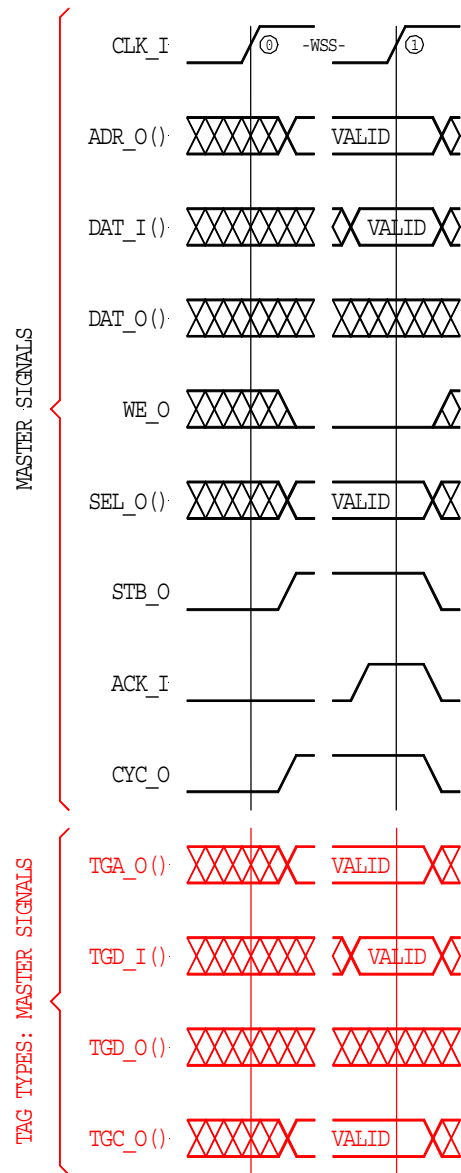 CLK_I
0
-WSS-
1
ADR_O()
VALID
DAT_I()
VALID
DAT_O()
MASTER SIGNALS
WE_O
SEL_O()
VALID
STB_O
ACK_I
CYC_O
TGA_O()
VALID
TAG TYPES: MASTER SIGNALS
TGD_I()
VALID
TGD_O()
TGC_O()
VALID